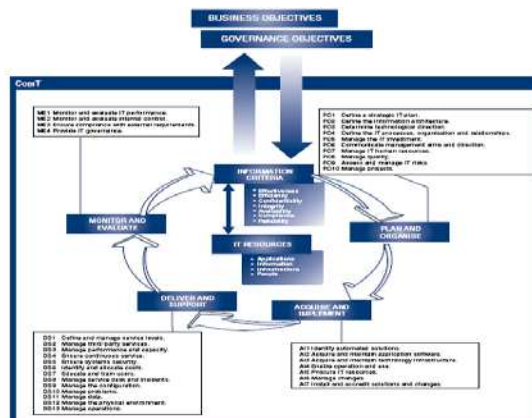 BUSINESS OBJECTIVES
GOVERNANCE OBJECTIVES
COBIT
ME1 Monitor and evaluate IT performance.
ME2 Monitor and evaluate internal control.
ME3 Ensure compliance with external requirements.
ME4 Provide IT governance.
PO1 Define a strategic IT plan.
PO2 Define the information architecture.
PO3 Determine technological direction.
PO4 Define the IT processes, organisation and relationships.
PO5 Manage the IT investment.
PO6 Communicate management aims and direction.
PO7 Manage IT human resources.
PO8 Manage quality.
PO9 Assess and manage IT risks.
PO10 Manage projects.
INFORMATION
CRITERIA
• Effectiveness
• Efficiency
• Confidentiality
• Integrity
• Availability
• Compliance
• Reliability
MONITOR AND
EVALUATE
PLAN AND
ORGANISE
IT RESOURCES
• Applications
• Information
• Infrastructure
• People
DELIVER AND
SUPPORT
ACQUIRE AND
IMPLEMENT
DS1 Define and manage service levels.
DS2 Manage third-party services.
DS3 Manage performance and capacity.
DS4 Ensure continuous service.
DS5 Ensure systems security.
DS6 Identify and allocate costs.
DS7 Educate and train users.
DS8 Manage service desk and incidents.
DS9 Manage the configuration.
DS10 Manage problems.
DS11 Manage data.
DS12 Manage the physical environment.
DS13 Manage operations.
AI1 Identify automated solutions.
AI2 Acquire and maintain application software.
AI3 Acquire and maintain technology infrastructure.
AI4 Enable operation and use.
AI5 Procure IT resources.
AI6 Manage changes.
AI7 Install and accredit solutions and changes.